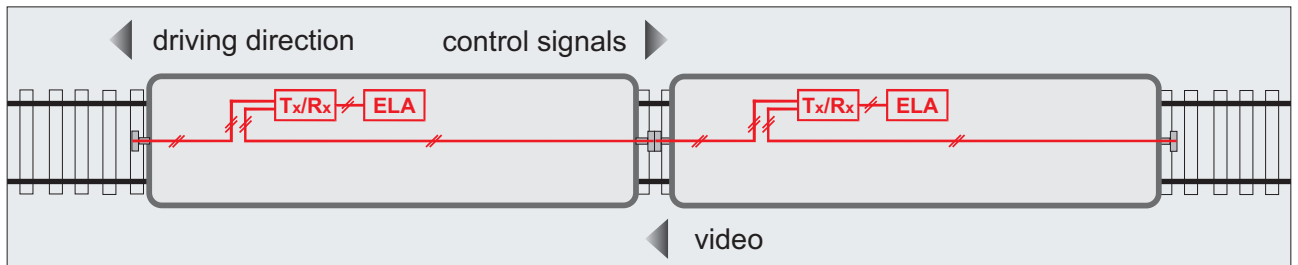 driving direction
control signals
Tx/Rx
ELA
Tx/Rx
ELA
video